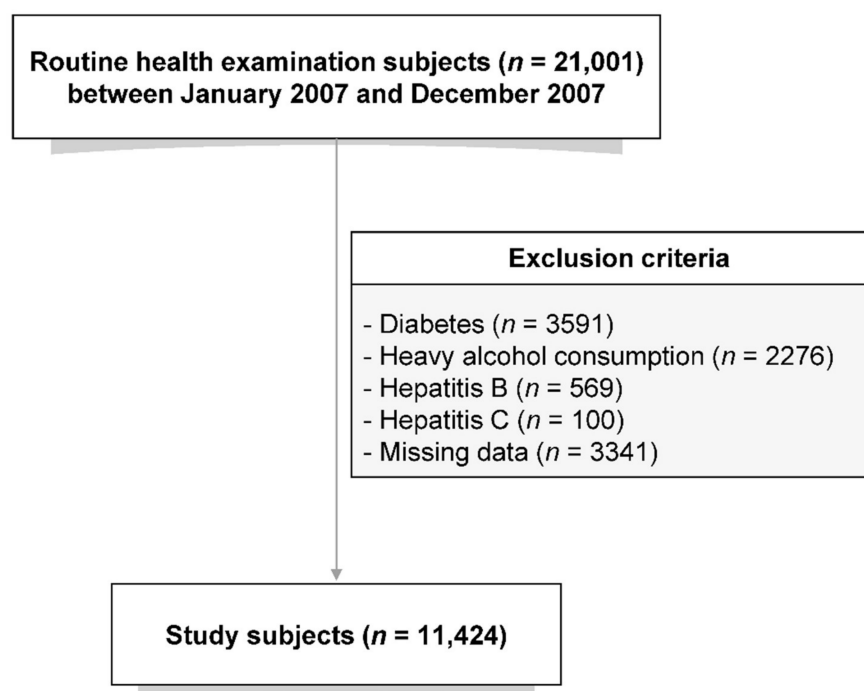 Routine health examination subjects (n = 21,001)
between January 2007 and December 2007
Exclusion criteria
- Diabetes (n = 3591)
- Heavy alcohol consumption (n = 2276)
- Hepatitis B (n = 569)
- Hepatitis C (n = 100)
- Missing data (n = 3341)
Study subjects (n = 11,424)